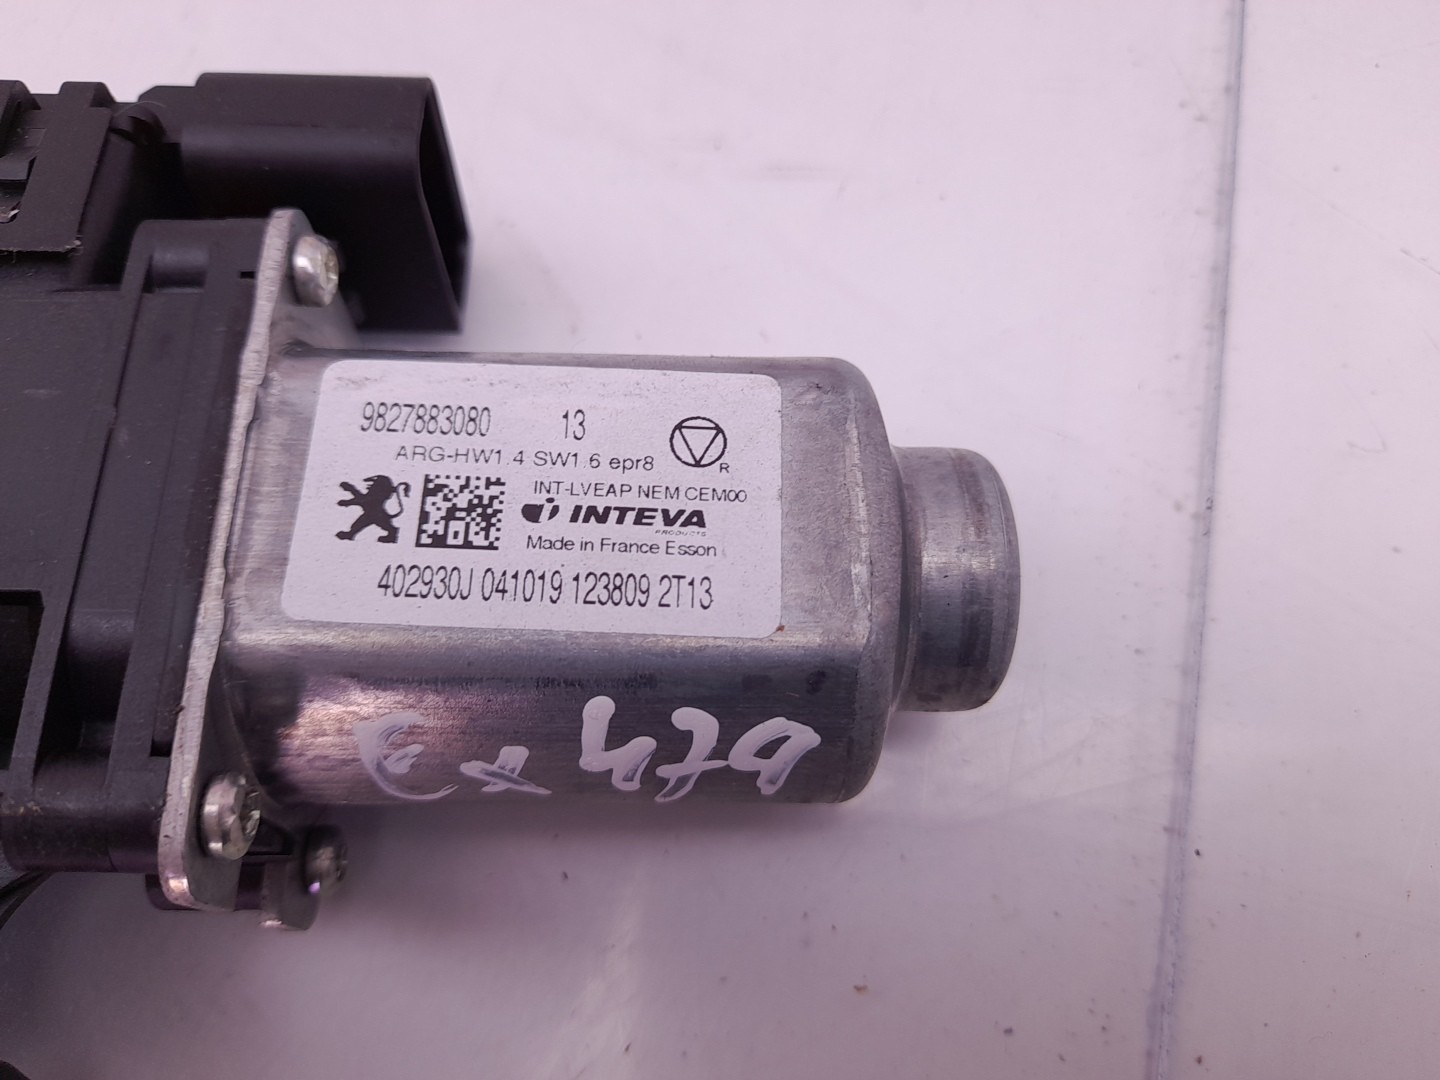 9827883080 13
ARG-HW1.4 SW1.6 epr8
R
INT-LVEAP NEM CEM00
INTEVA
PRODUCTS
Made in France Esson
402930J 041019 123809 2T13